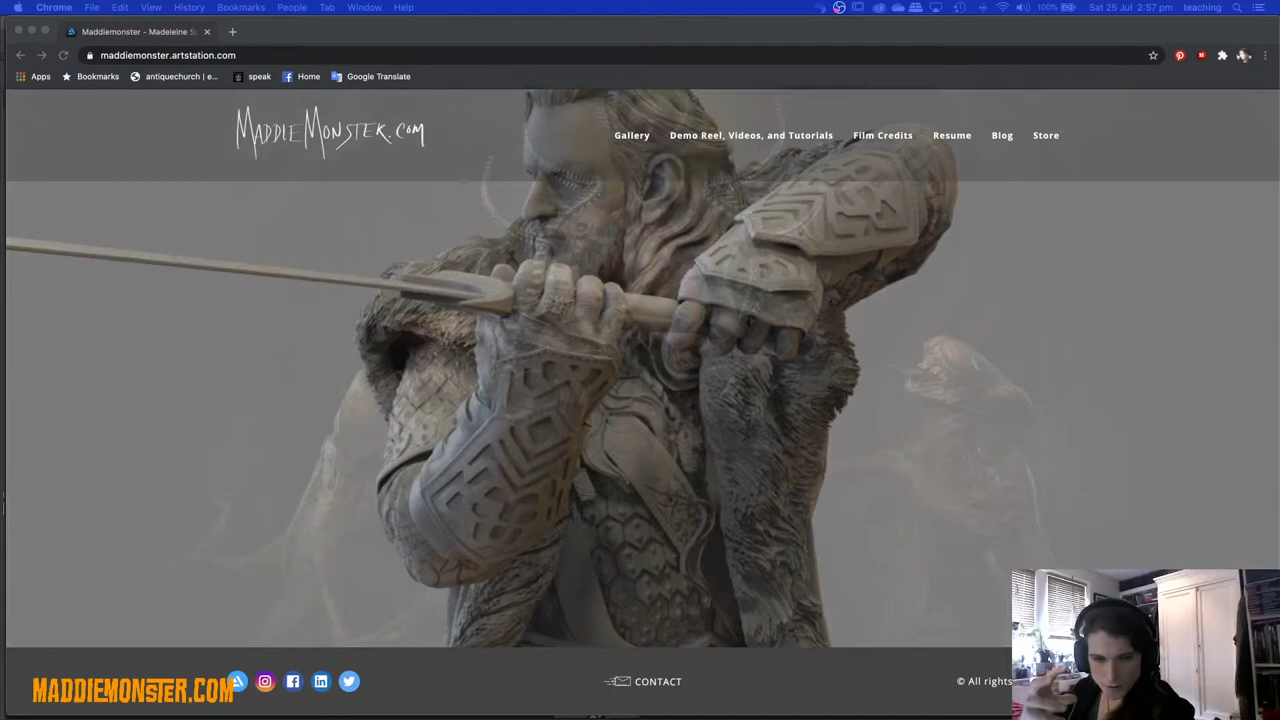 Chrome File Edit View History Bookmarks People Tab Window Help 100% Sat 25 Jul 2:57 pm teaching
Maddiemonster - Madeleine S
maddiemonster.artstation.com
Apps Bookmarks antiquechurch | e... speak Home Google Translate
MADDIEMONSTER.COM Gallery Demo Reel, Videos, and Tutorials Film Credits Resume Blog Store
MADDIEMONSTER.COM CONTACT © All rights